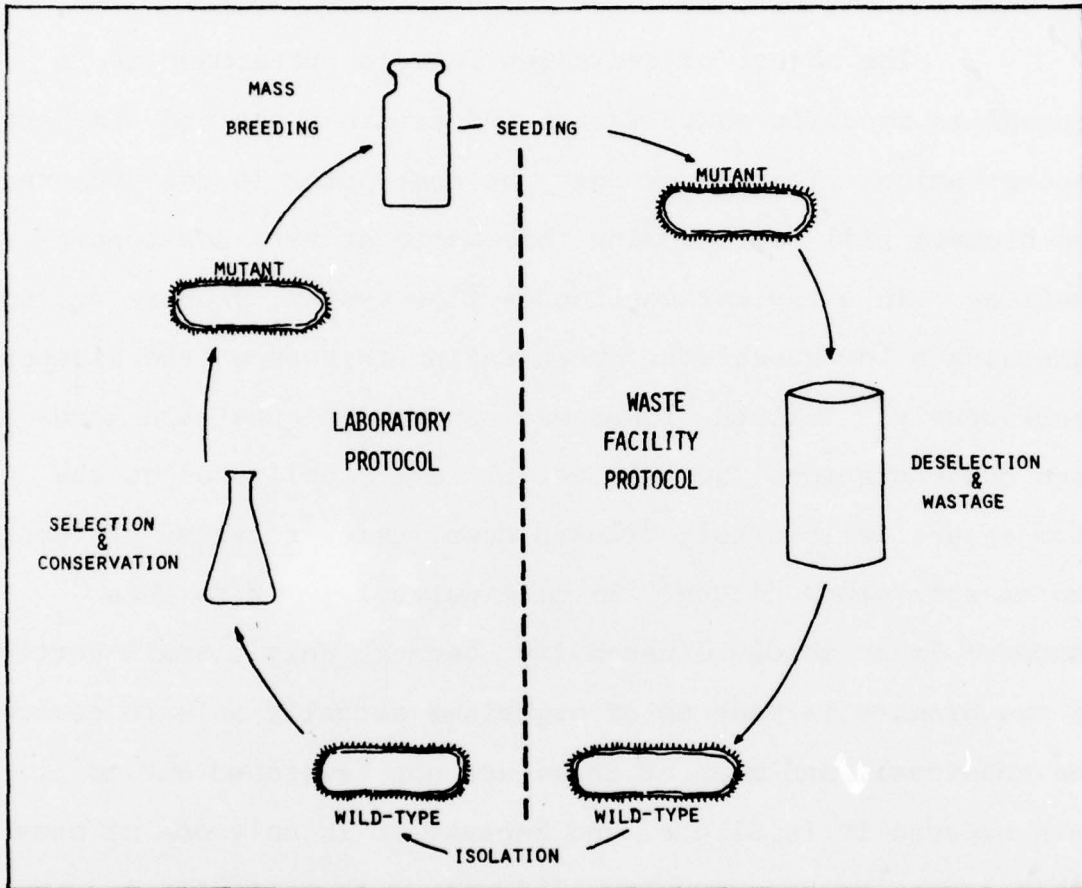 MASS
BREEDING
SEEDING
MUTANT
MUTANT
LABORATORY
PROTOCOL
WASTE
FACILITY
PROTOCOL
DESELECTION
&
WASTAGE
SELECTION
&
CONSERVATION
WILD-TYPE
WILD-TYPE
ISOLATION